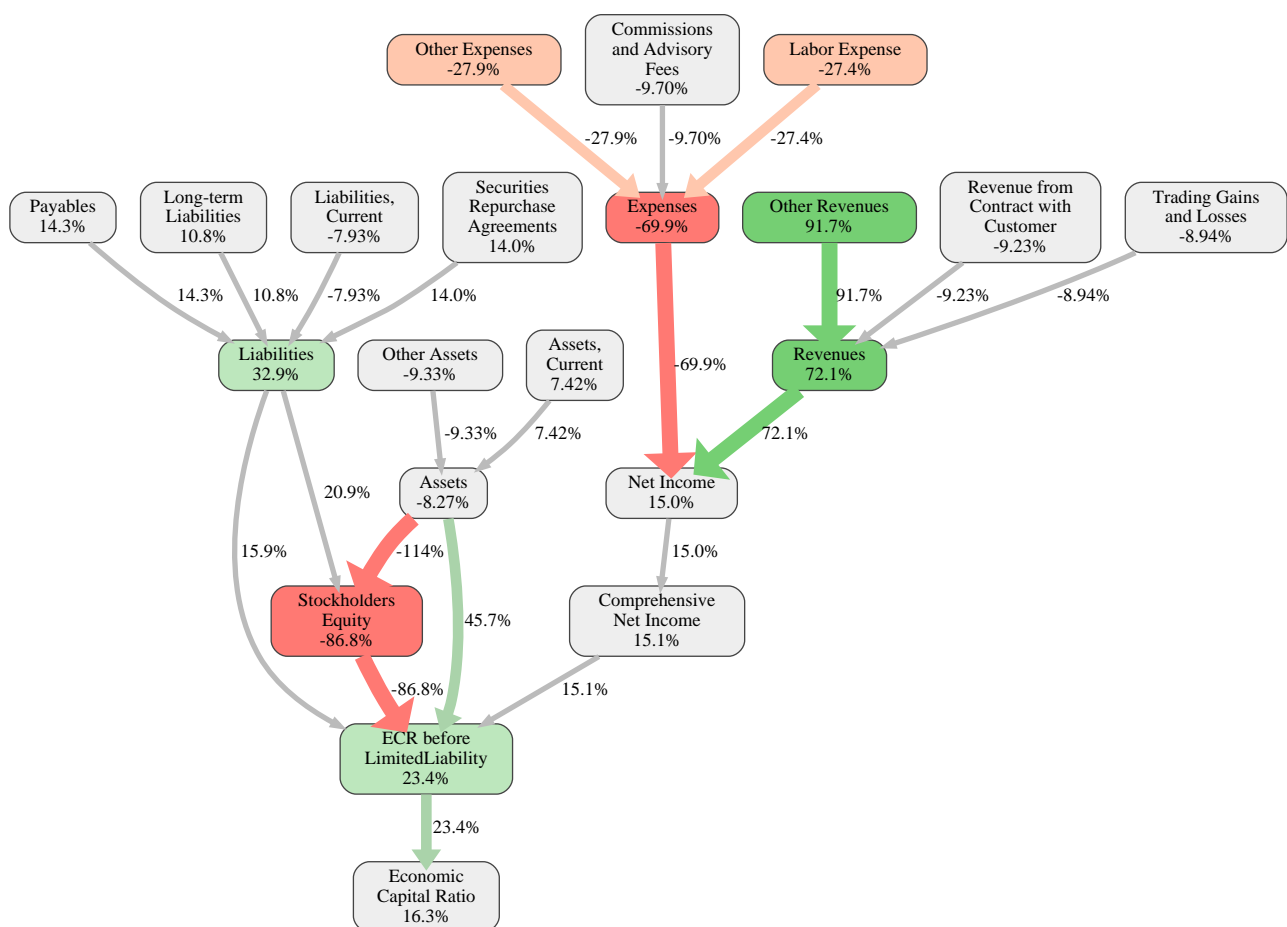 Other Expenses
-27.9%
Commissions
and Advisory
Fees
-9.70%
Labor Expense
-27.4%
-27.9%
-9.70%
-27.4%
Payables
14.3%
Long-term
Liabilities
10.8%
Liabilities,
Current
-7.93%
Securities
Repurchase
Agreements
14.0%
Expenses
-69.9%
Other Revenues
91.7%
Revenue from
Contract with
Customer
-9.23%
Trading Gains
and Losses
-8.94%
14.3%
10.8%
-7.93%
14.0%
91.7%
-9.23%
-8.94%
Liabilities
32.9%
Other Assets
-9.33%
Assets,
Current
7.42%
-69.9%
Revenues
72.1%
-9.33%
7.42%
72.1%
20.9%
Assets
-8.27%
Net Income
15.0%
15.9%
-114%
15.0%
Stockholders
Equity
-86.8%
45.7%
Comprehensive
Net Income
15.1%
-86.8%
15.1%
ECR before
LimitedLiability
23.4%
23.4%
Economic
Capital Ratio
16.3%